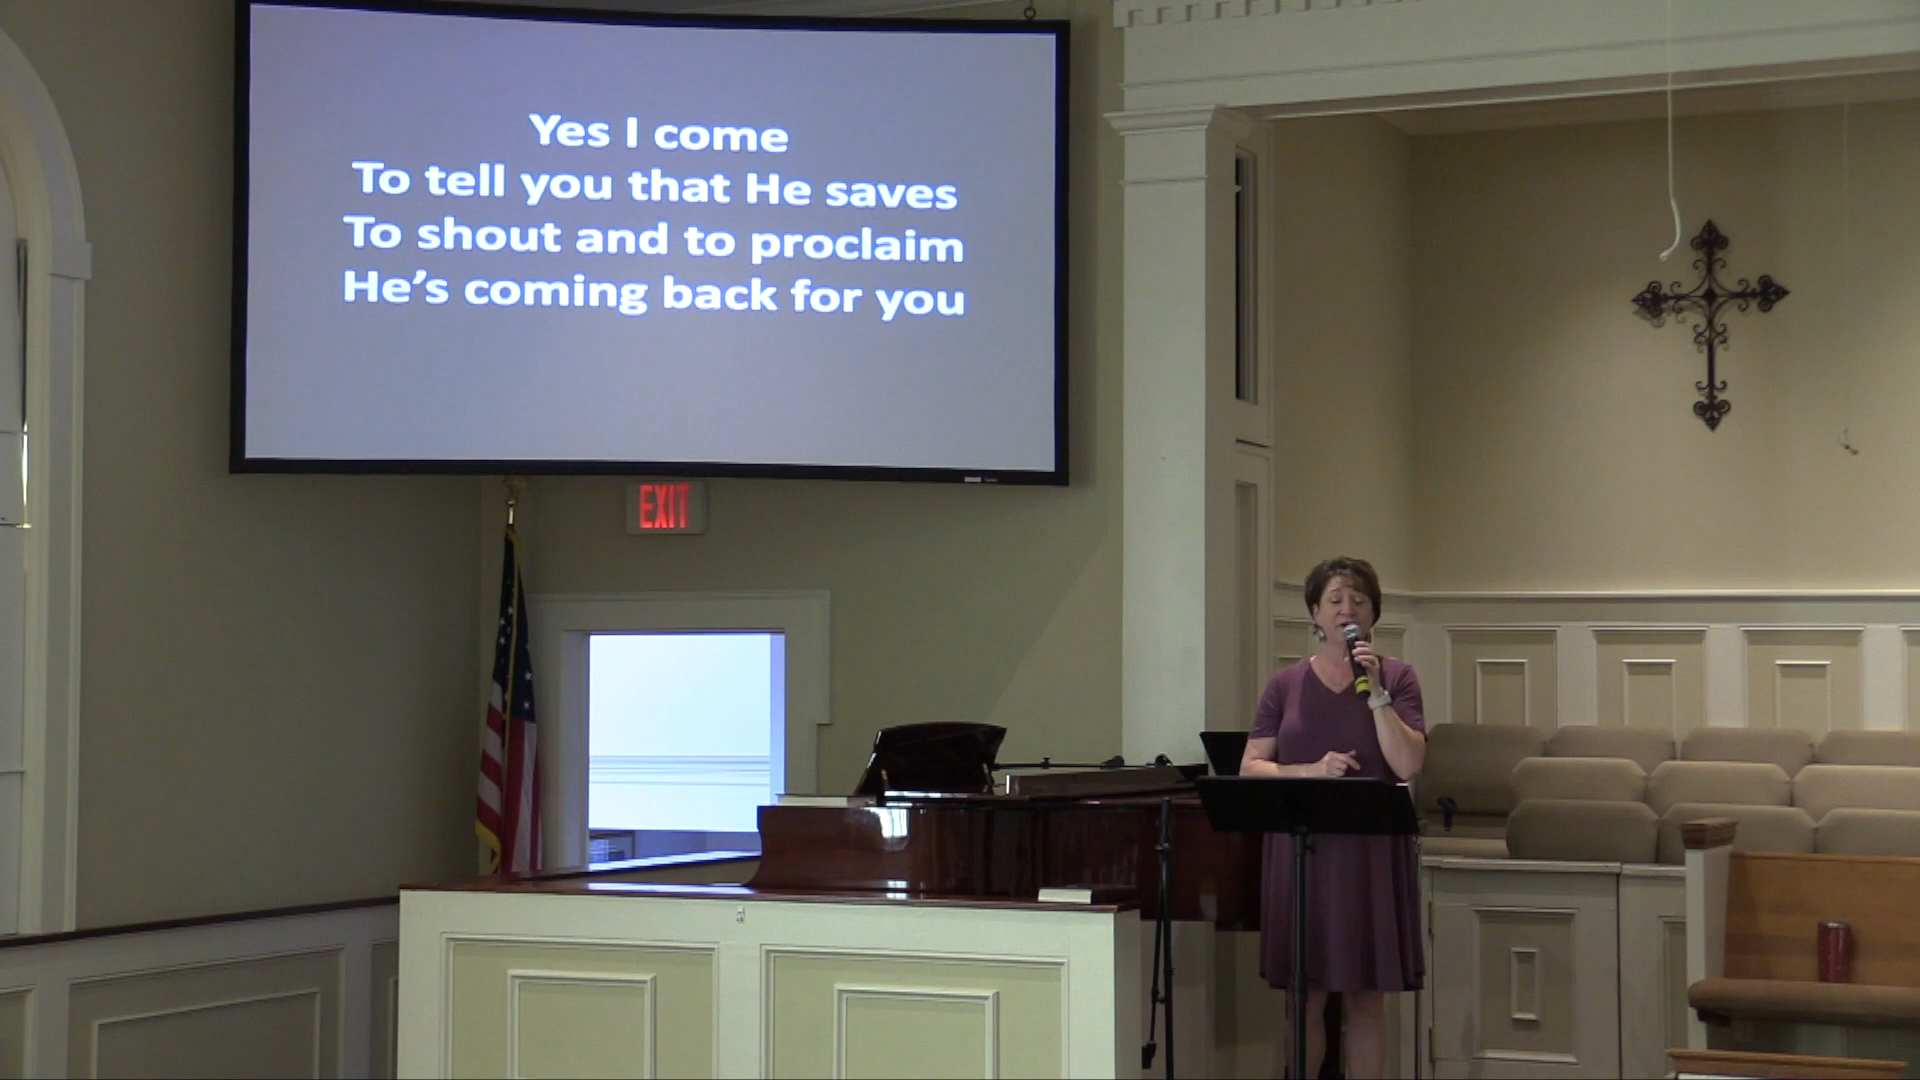 Yes I come
To tell you that He saves
To shout and to proclaim
He's coming back for you
EXIT